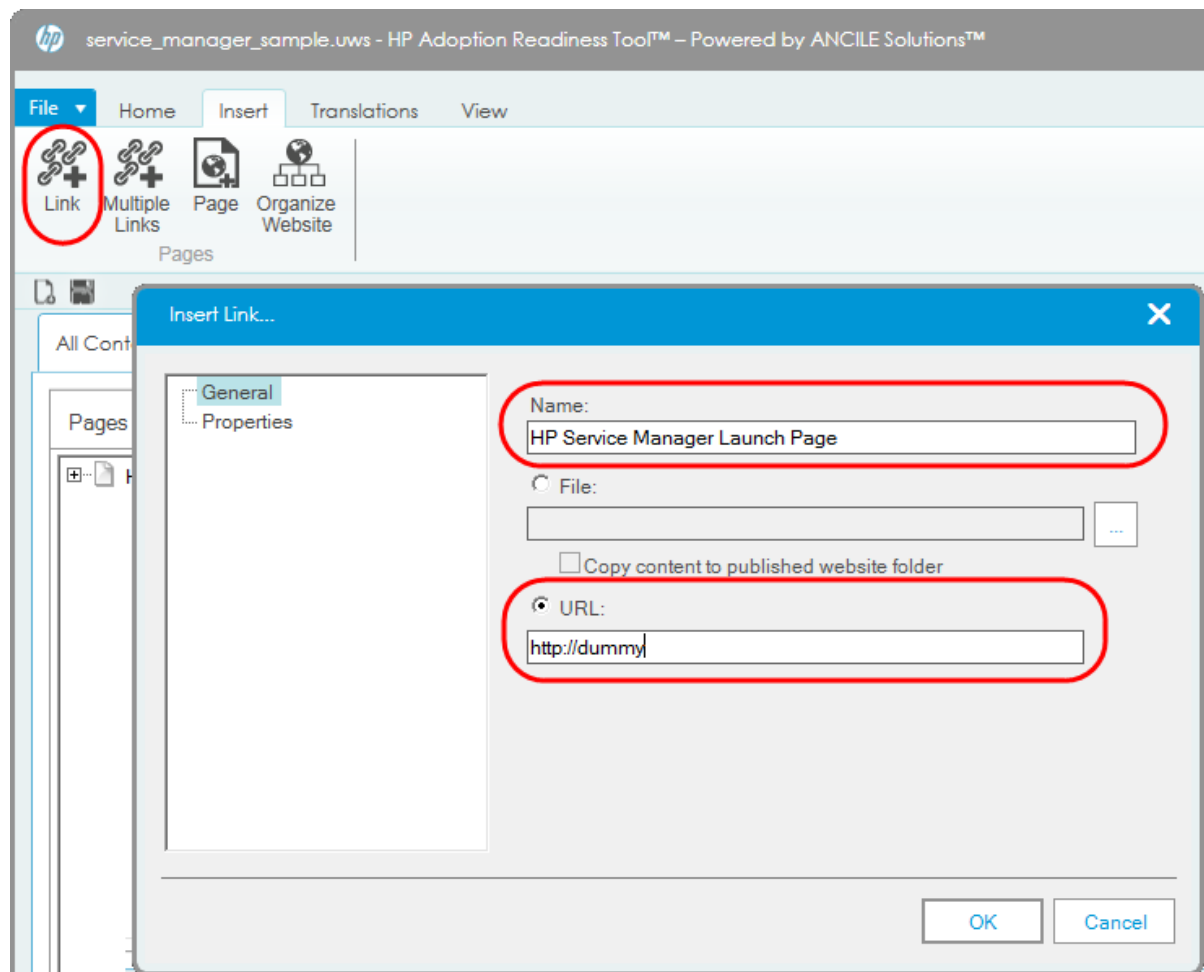 hp service_manager_sample.uws - HP Adoption Readiness Tool™ – Powered by ANCILE Solutions™
File Home Insert Translations View
Link Multiple Links Page Organize Website
Pages
Insert Link...
All Cont
General
Properties
Pages
Name:
HP Service Manager Launch Page
H
File:
...
Copy content to published website folder
URL:
http://dummy
OK Cancel